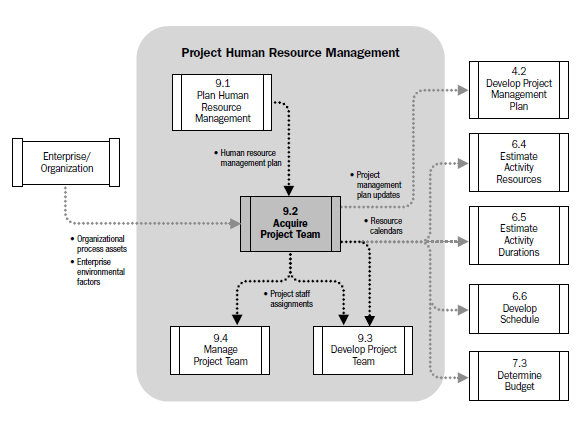 Project Human Resource Management
9.1
Plan Human
Resource
Management
4.2
Develop Project
Management
Plan
Enterprise/
Organization
• Human resource
management plan
6.4
Estimate
Activity
Resources
• Project
management
plan updates
9.2
Acquire
Project Team
• Resource
calendars
6.5
Estimate
Activity
Durations
• Organizational
process assets
• Enterprise
environmental
factors
• Project staff
assignments
6.6
Develop
Schedule
9.4
Manage
Project Team
9.3
Develop Project
Team
7.3
Determine
Budget